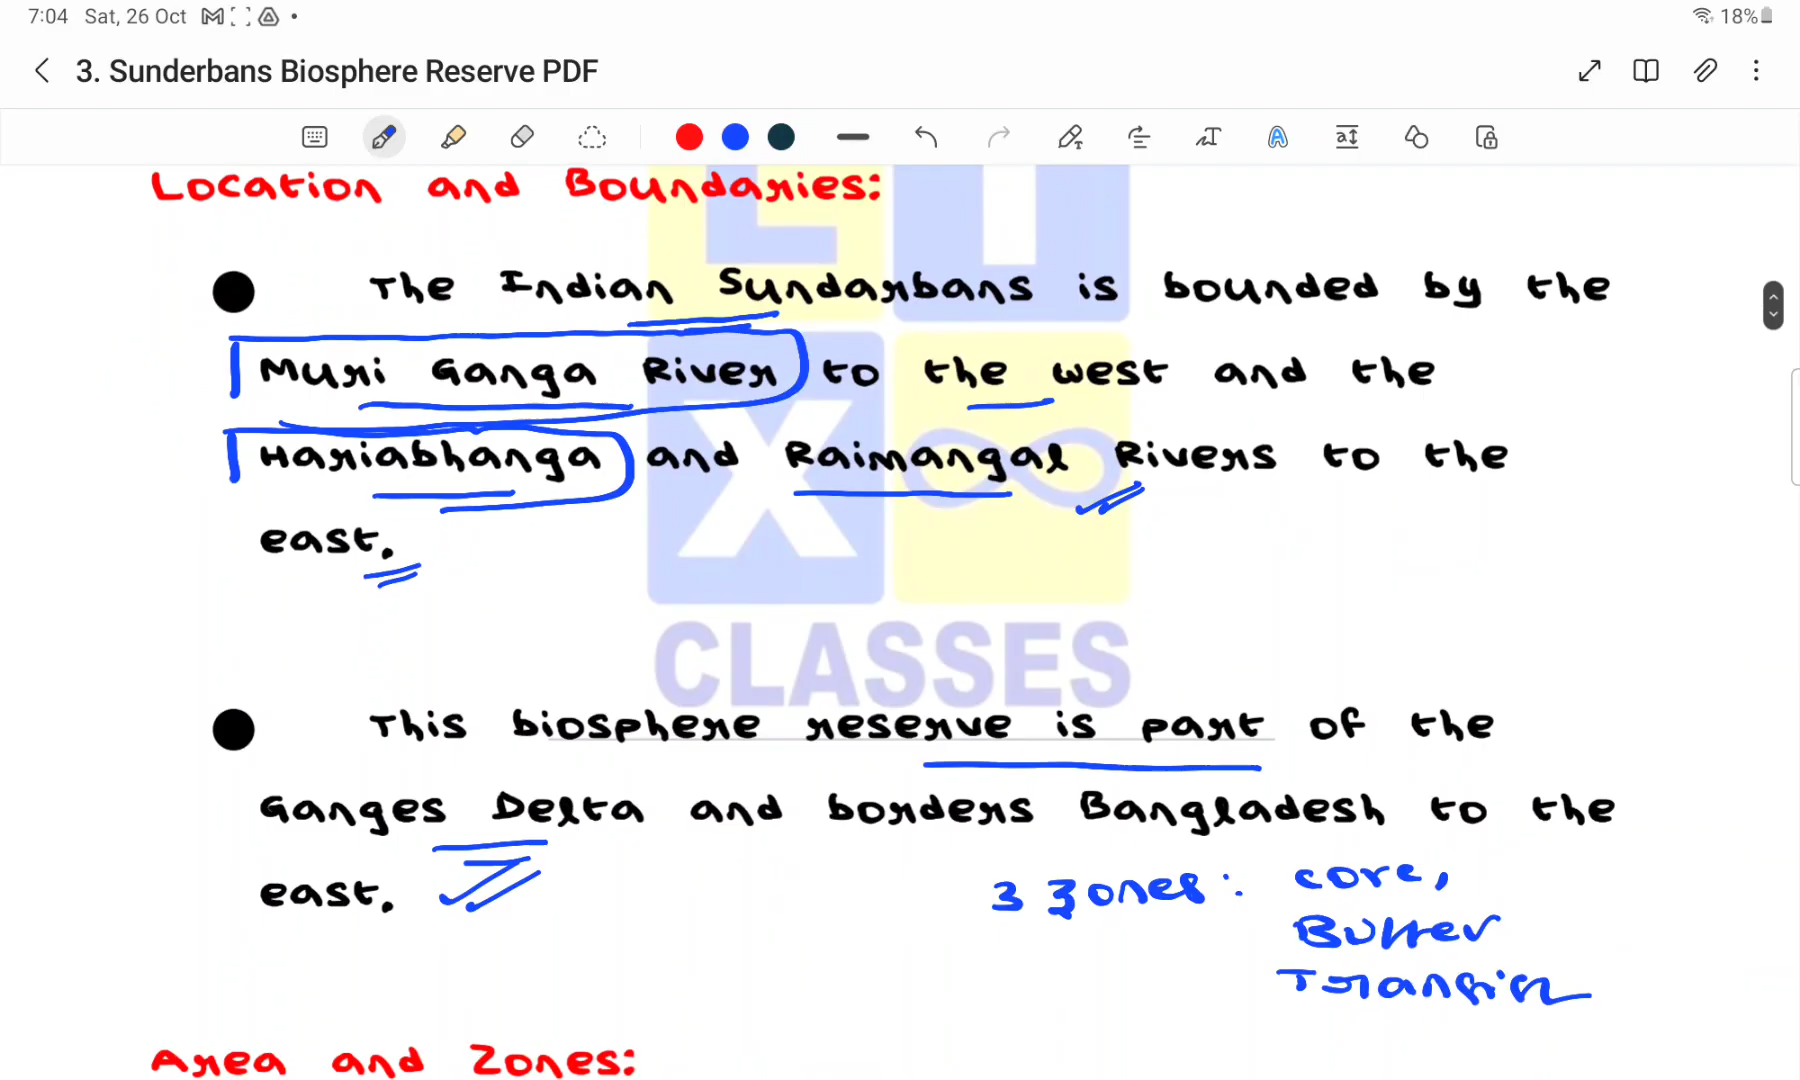 7:04 Sat, 26 Oct
18%
3. Sunderbans Biosphere Reserve PDF
Location and Boundaries:
The Indian Sundarbans is bounded by the
Muri Ganga River to the west and the
Hariabhanga and Raimangal Rivers to the
east.
CLASSES
This biosphere reserve is part of the
Ganges Delta and borders Bangladesh to the
east.
3 Zones: core,
Buffer
Transition
Area and Zones: